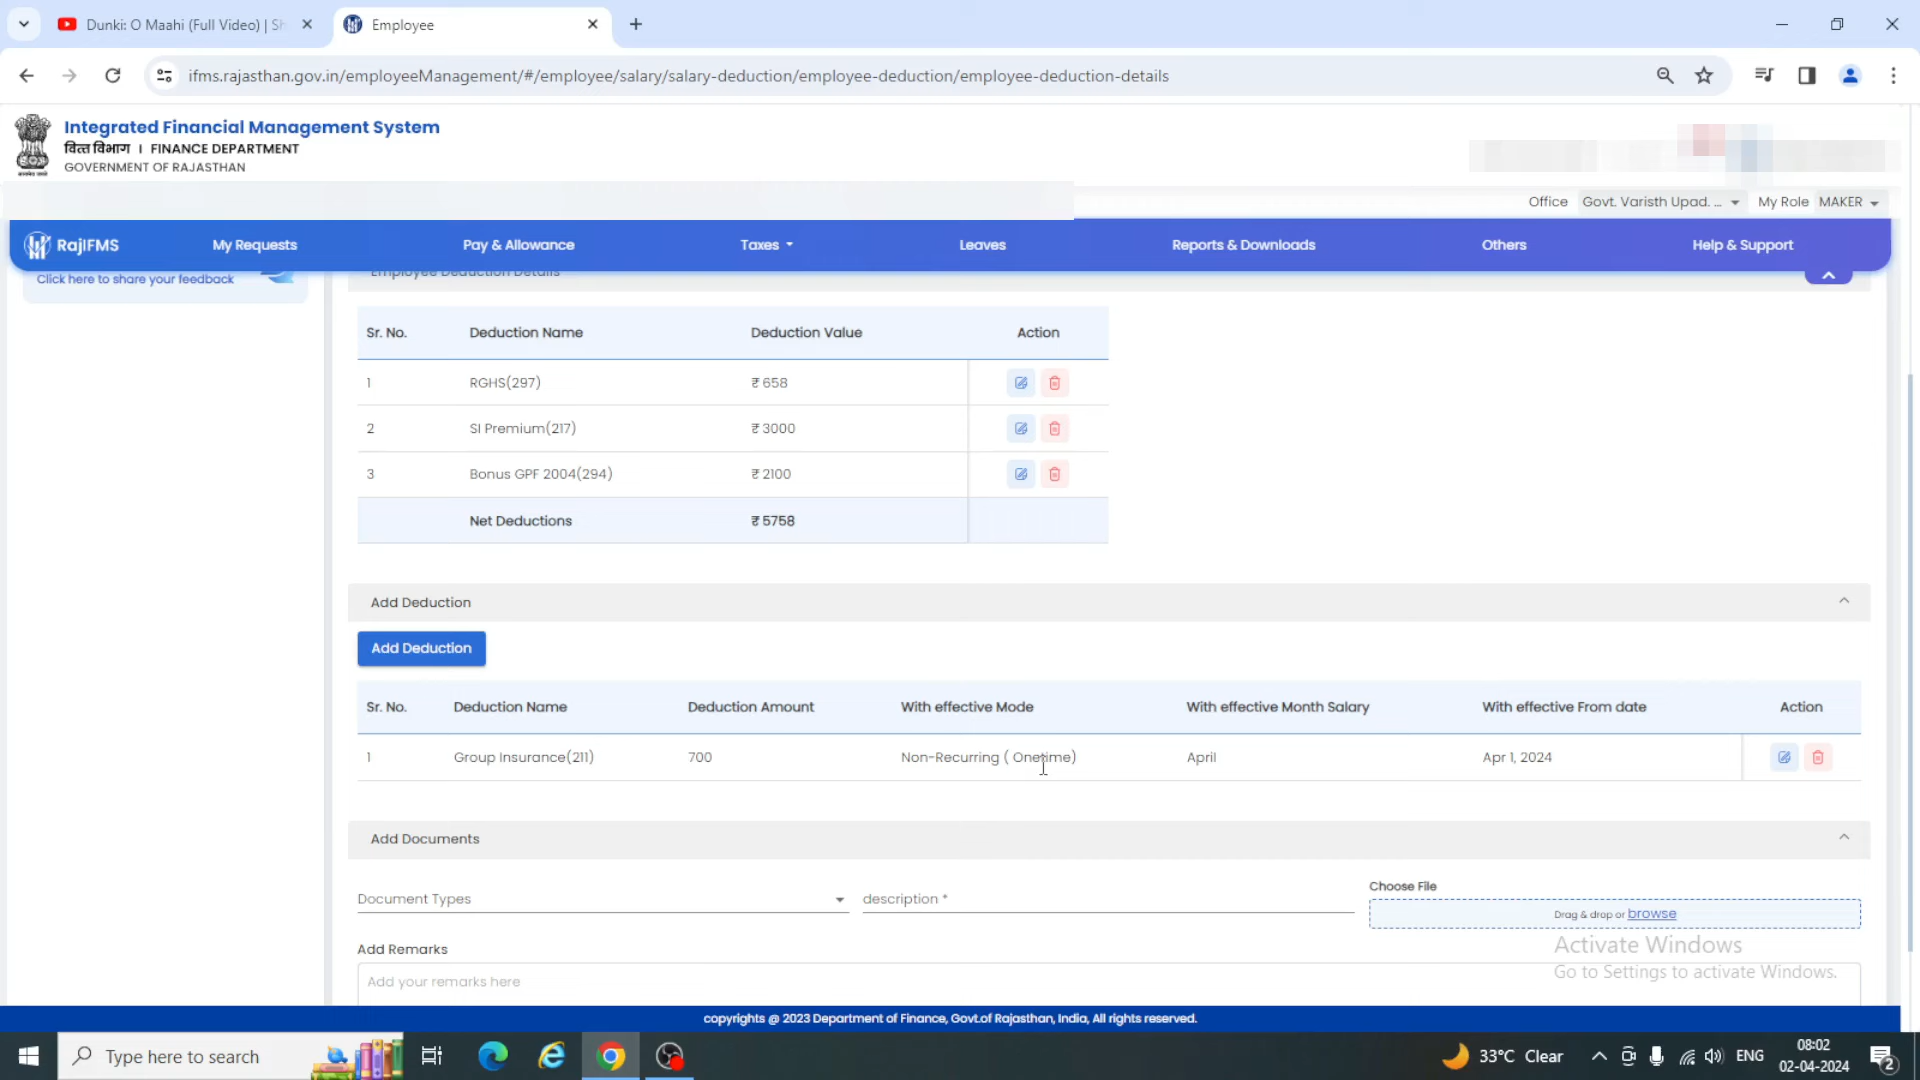 Dunki: O Maahi (Full Video) | Sh
Employee
ifms.rajasthan.gov.in/employeeManagement/#/employee/salary/salary-deduction/employee-deduction/employee-deduction-details
Integrated Financial Management System
वित्त विभाग I FINANCE DEPARTMENT
GOVERNMENT OF RAJASTHAN
Office Govt. Varisth Upad. ... My Role MAKER
RajIFMS My Requests Pay & Allowance Taxes Leaves Reports & Downloads Others Help & Support
Click here to share your feedback
Employee Deduction Details
Sr. No. Deduction Name Deduction Value Action
1 RGHS(297) ₹ 658
2 SI Premium(217) ₹ 3000
3 Bonus GPF 2004(294) ₹ 2100
Net Deductions ₹ 5758
Add Deduction
Add Deduction
Sr. No. Deduction Name Deduction Amount With effective Mode With effective Month Salary With effective From date Action
1 Group Insurance(211) 700 Non-Recurring ( Onetime) April Apr 1, 2024
Add Documents
Document Types description * Choose File
Drag & drop or browse
Add Remarks
Add your remarks here
Activate Windows
Go to Settings to activate Windows.
copyrights @ 2023 Department of Finance, Govt.of Rajasthan, India, All rights reserved.
Type here to search
33°C Clear
ENG
08:02
02-04-2024
2